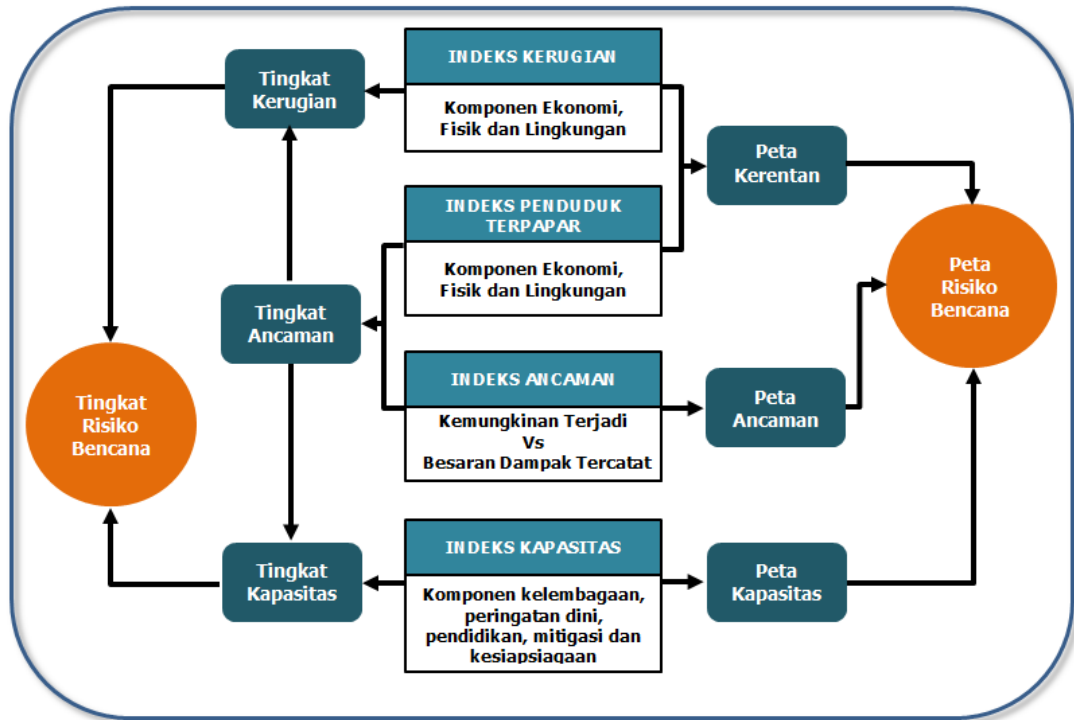 INDEKS KERUGIAN
Komponen Ekonomi,
Fisik dan Lingkungan
Tingkat
Kerugian
Peta
Kerentan
INDEKS PENDUDUK
TERPAPAR
Komponen Ekonomi,
Fisik dan Lingkungan
Tingkat
Ancaman
Peta
Risiko
Bencana
INDEKS ANCAMAN
Kemungkinan Terjadi
Vs
Besaran Dampak Tercatat
Peta
Ancaman
Tingkat
Risiko
Bencana
INDEKS KAPASITAS
Komponen kelembagaan,
peringatan dini,
pendidikan, mitigasi dan
kesiapsiagaan
Tingkat
Kapasitas
Peta
Kapasitas